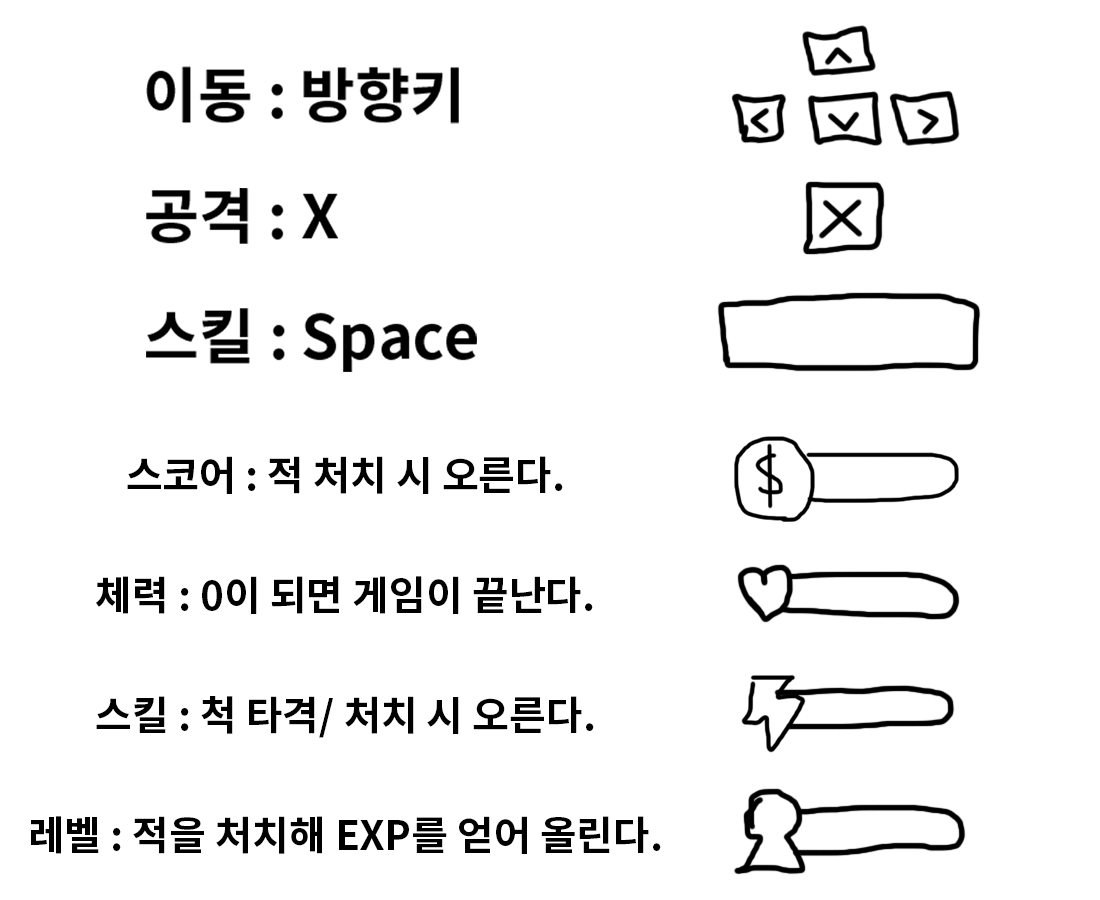 이동 : 방향키
공격 : X
X
스킬 : Space
스코어 : 적 처치 시 오른다.
$
체력 : 0이 되면 게임이 끝난다.
스킬 : 척 타격/ 처치 시 오른다.
레벨 : 적을 처치해 EXP를 얻어 올린다.